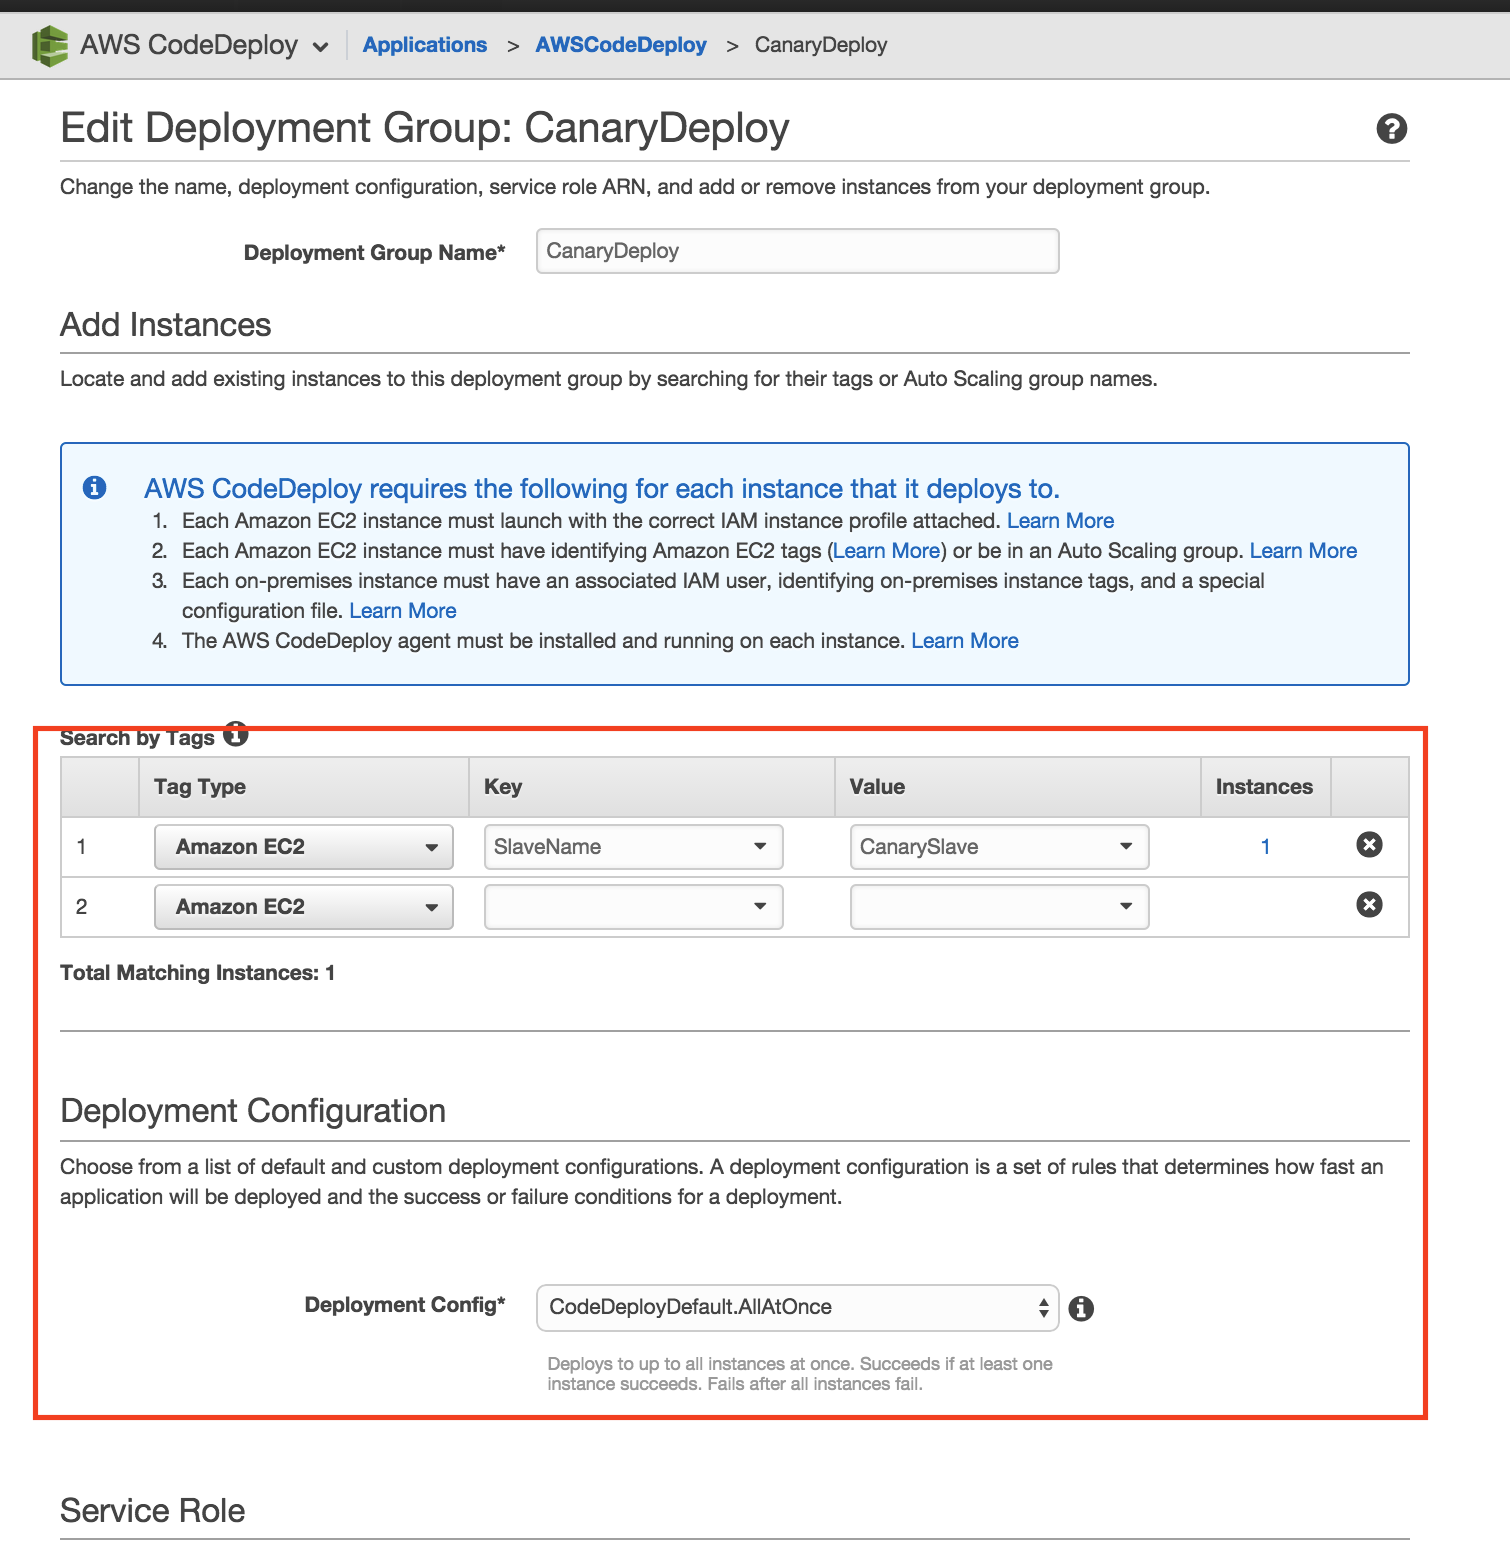 AWS CodeDeploy Applications > AWSCodeDeploy > CanaryDeploy
Edit Deployment Group: CanaryDeploy
Change the name, deployment configuration, service role ARN, and add or remove instances from your deployment group.
Deployment Group Name* CanaryDeploy
Add Instances
Locate and add existing instances to this deployment group by searching for their tags or Auto Scaling group names.
AWS CodeDeploy requires the following for each instance that it deploys to.
1. Each Amazon EC2 instance must launch with the correct IAM instance profile attached. Learn More
2. Each Amazon EC2 instance must have identifying Amazon EC2 tags (Learn More) or be in an Auto Scaling group. Learn More
3. Each on-premises instance must have an associated IAM user, identifying on-premises instance tags, and a special
configuration file. Learn More
4. The AWS CodeDeploy agent must be installed and running on each instance. Learn More
Search by Tags
Tag Type Key Value Instances
1 Amazon EC2 SlaveName CanarySlave 1
2 Amazon EC2
Total Matching Instances: 1
Deployment Configuration
Choose from a list of default and custom deployment configurations. A deployment configuration is a set of rules that determines how fast an
application will be deployed and the success or failure conditions for a deployment.
Deployment Config* CodeDeployDefault.AllAtOnce
Deploys to up to all instances at once. Succeeds if at least one
instance succeeds. Fails after all instances fail.
Service Role